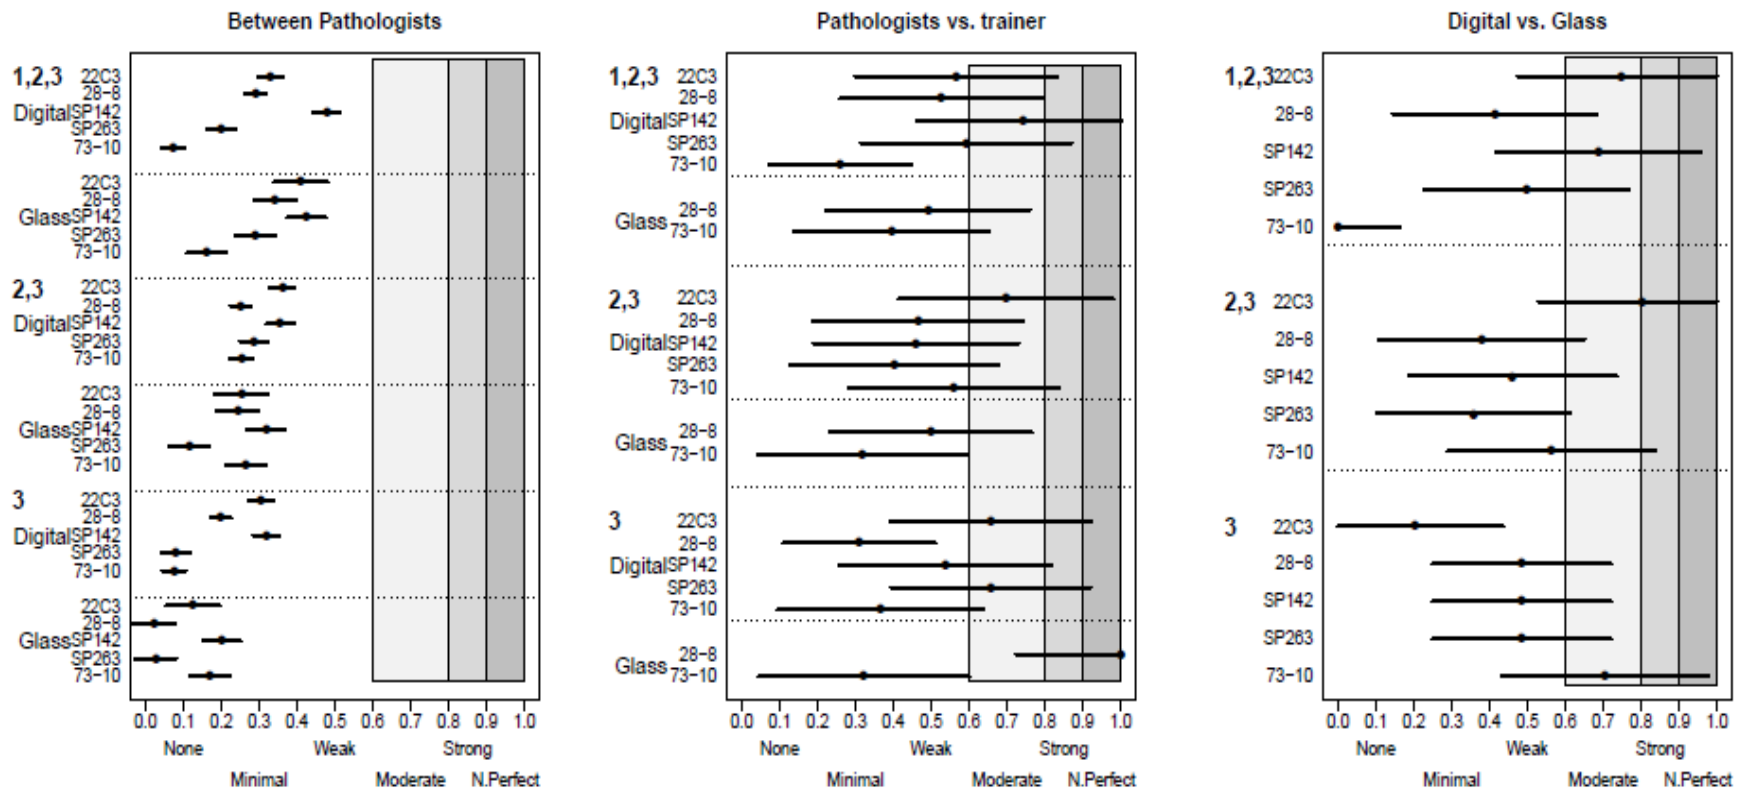 Between Pathologists
1,2,3 22C3
28-8
Digital SP142
SP263
73-10
22C3
28-8
Glass SP142
SP263
73-10
2,3 22C3
28-8
Digital SP142
SP263
73-10
22C3
28-8
Glass SP142
SP263
73-10
3 22C3
28-8
Digital SP142
SP263
73-10
22C3
28-8
Glass SP142
SP263
73-10
0.0 0.1 0.2 0.3 0.4 0.5 0.6 0.7 0.8 0.9 1.0
None Weak Strong
Minimal Moderate N.Perfect
Pathologists vs. trainer
1,2,3 22C3
28-8
Digital SP142
SP263
73-10
28-8
Glass 73-10
2,3 22C3
28-8
Digital SP142
SP263
73-10
28-8
Glass 73-10
3 22C3
28-8
Digital SP142
SP263
73-10
28-8
Glass 73-10
0.0 0.1 0.2 0.3 0.4 0.5 0.6 0.7 0.8 0.9 1.0
None Weak Strong
Minimal Moderate N.Perfect
Digital vs. Glass
1,2,3 22C3
28-8
SP142
SP263
73-10
2,3 22C3
28-8
SP142
SP263
73-10
3 22C3
28-8
SP142
SP263
73-10
0.0 0.1 0.2 0.3 0.4 0.5 0.6 0.7 0.8 0.9 1.0
None Weak Strong
Minimal Moderate N.Perfect